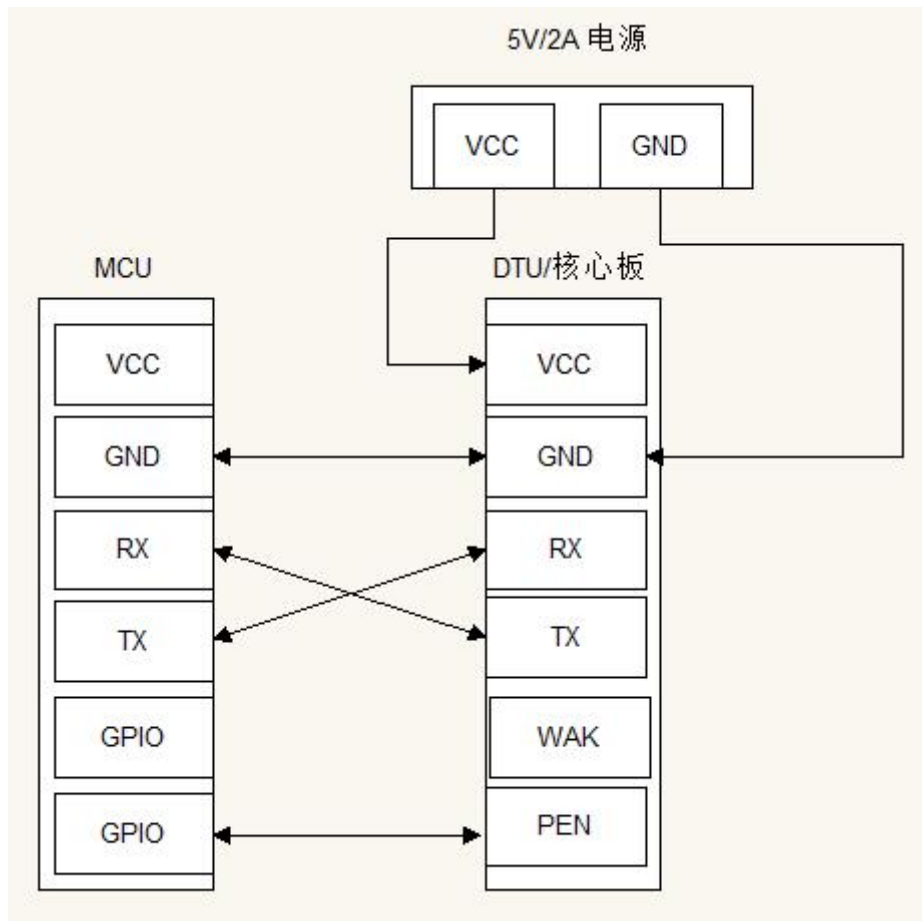 5V/2A 电源
VCC
GND
MCU
DTU/核心板
VCC
VCC
GND
GND
RX
RX
TX
TX
GPIO
WAK
GPIO
PEN